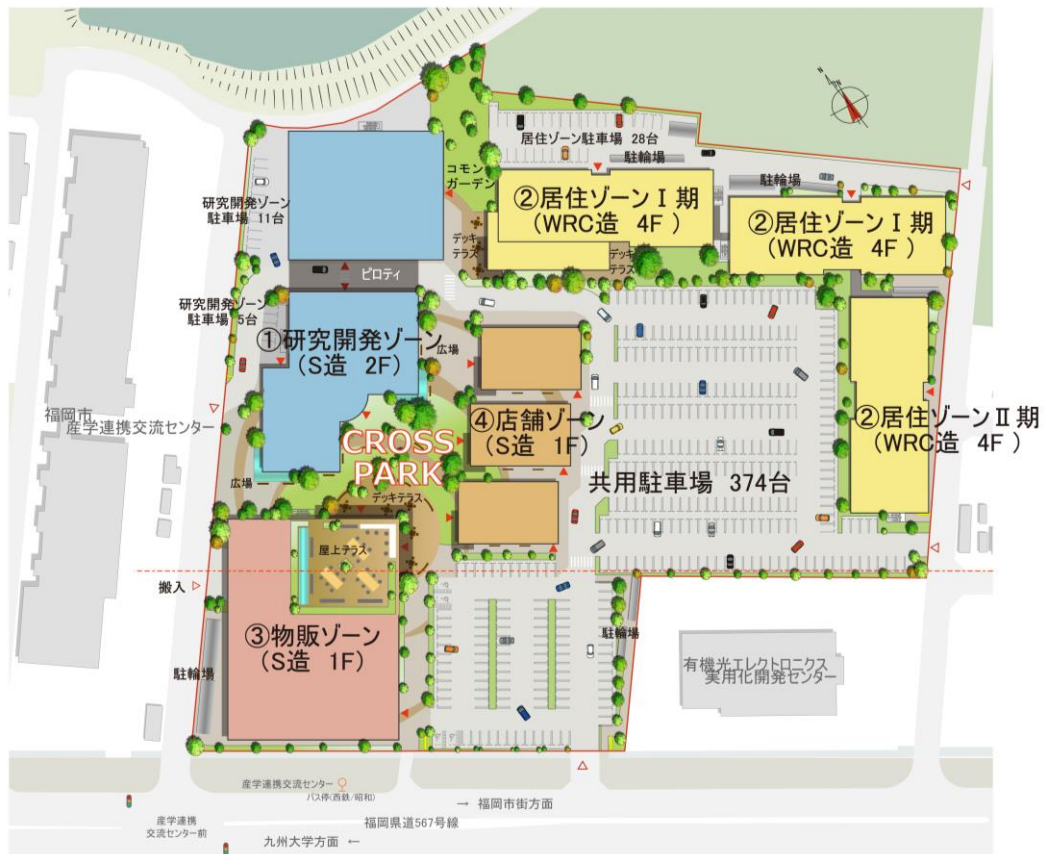 居住ゾーン駐車場 28台
駐輪場
コモン
ガーデン
駐輪場
②居住ゾーンⅠ期
(WRC造 4F )
②居住ゾーンⅠ期
(WRC造 4F )
研究開発ゾーン
駐車場 11台
デッキ
テラス
デッキ
テラス
ピロティ
研究開発ゾーン
駐車場 5台
①研究開発ゾーン
(S造 2F)
広場
福岡市
産学連携交流センター
CROSS
PARK
④店舗ゾーン
(S造 1F)
②居住ゾーンⅡ期
(WRC造 4F )
共用駐車場 374台
広場
デッキテラス
屋上テラス
搬入
③物販ゾーン
(S造 1F)
駐輪場
駐輪場
有機光エレクトロニクス
実用化開発センター
産学連携交流センター
バス停(西鉄/昭和)
→ 福岡市街方面
産学連携
交流センター前
福岡県道567号線
九州大学方面 ←